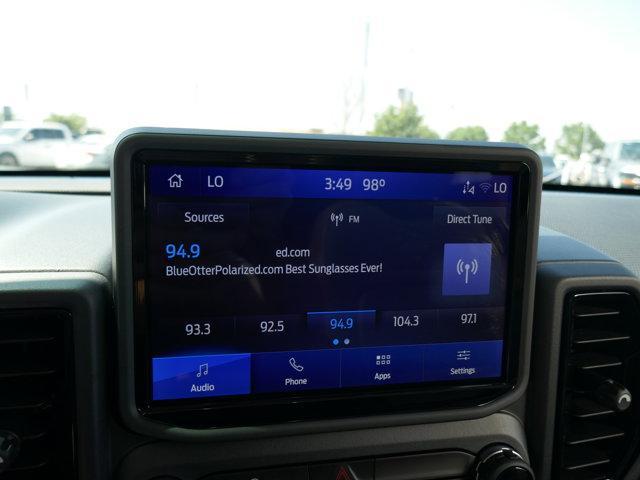 LO 3:49 98° LO
Sources FM Direct Tune
94.9 ed.com
BlueOtterPolarized.com Best Sunglasses Ever!
93.3 92.5 94.9 104.3 97.1
Audio Phone Apps Settings